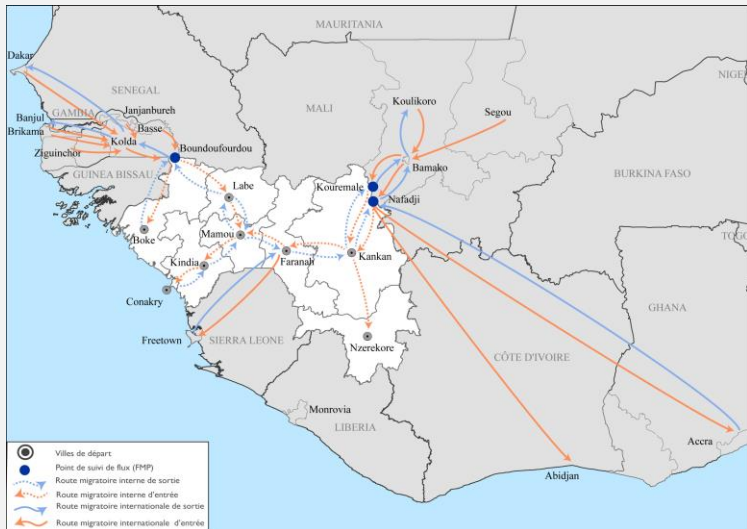 MAURITANIA
Dakar
SENEGAL
NIGE
MALI
Koulikoro
Segou
Janjanbureh
GAMBIA
Banjul
Basse
Brikama
Kolda
Boundoufourdou
Ziguinchor
Bamako
GUINEA BISSAU
BURKINA FASO
Labe
Kouremale
Nafadji
Boke
Mamou
TOGO
Kindia
Faranah
Kankan
Conakry
GHANA
Freetown
SIERRA LEONE
Nzerekore
CÔTE D'IVOIRE
Monrovia
LIBERIA
Accra
Abidjan
Villes de départ
Point de suivi de flux (FMP)
Route migratoire interne de sortie
Route migratoire interne d'entrée
Route migratoire internationale de sortie
Route migratoire internationale d'entrée